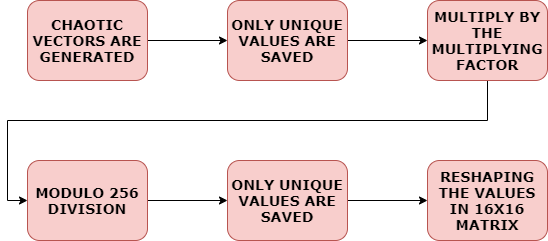 CHAOTIC
VECTORS ARE
GENERATED
ONLY UNIQUE
VALUES ARE
SAVED
MULTIPLY BY
THE
MULTIPLYING
FACTOR
MODULO 256
DIVISION
ONLY UNIQUE
VALUES ARE
SAVED
RESHAPING
THE VALUES
IN 16X16
MATRIX